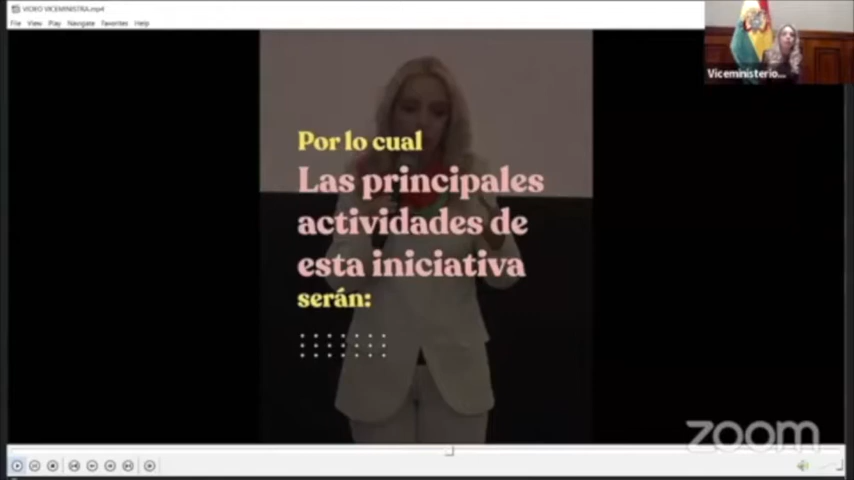 VIDEO VICEMINISTRA.mp4
File View Play Navigate Favorites Help
Viceministerio...
Por lo cual
Las principales
actividades de
esta iniciativa
serán:
zoom